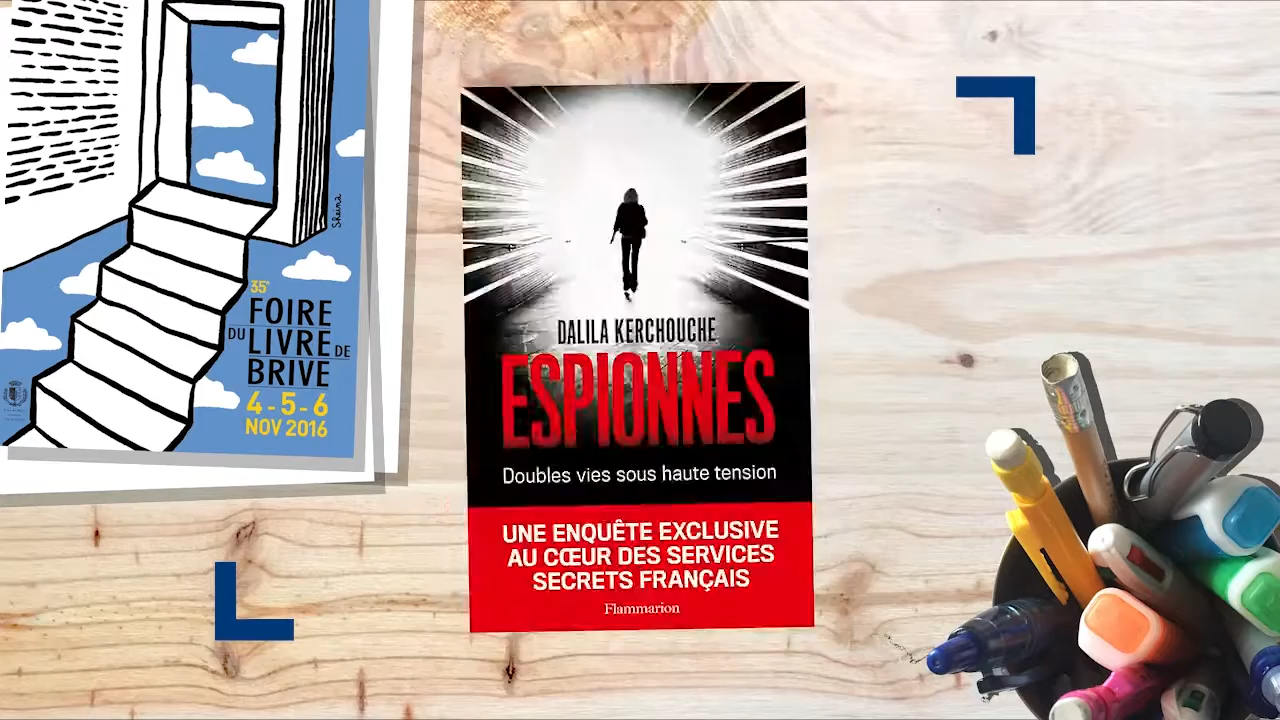 Shuna
35e
FOIRE
DU LIVRE DE
BRIVE
4-5-6
NOV 2016
DALILA KERCHOUCHE
ESPIONNES
Doubles vies sous haute tension
UNE ENQUÊTE EXCLUSIVE
AU CŒUR DES SERVICES
SECRETS FRANÇAIS
Flammarion